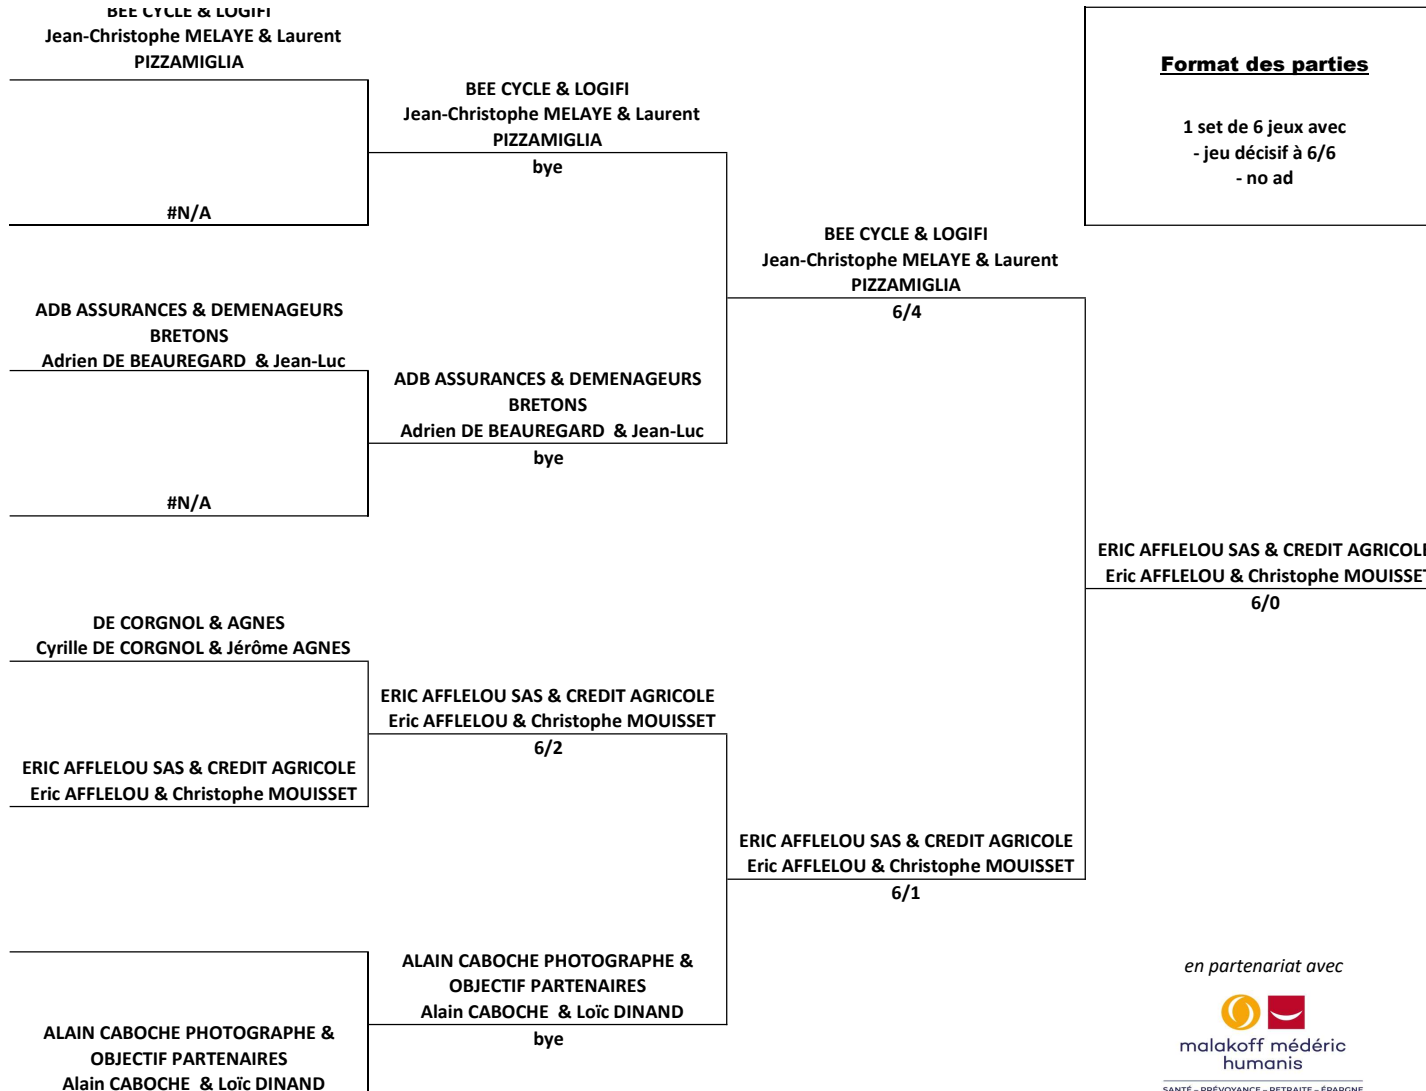 BEE CYCLE & LOGIFI
Jean-Christophe MELAYE & Laurent
PIZZAMIGLIA
#N/A
ADB ASSURANCES & DEMENAGEURS
BRETONS
Adrien DE BEAUREGARD & Jean-Luc
#N/A
DE CORGNOL & AGNES
Cyrille DE CORGNOL & Jérôme AGNES
ERIC AFFLELOU SAS & CREDIT AGRICOLE
Eric AFFLELOU & Christophe MOUISSET
ALAIN CABOCHE PHOTOGRAPHE &
OBJECTIF PARTENAIRES
Alain CABOCHE & Loïc DINAND
BEE CYCLE & LOGIFI
Jean-Christophe MELAYE & Laurent
PIZZAMIGLIA
bye
ADB ASSURANCES & DEMENAGEURS
BRETONS
Adrien DE BEAUREGARD & Jean-Luc
bye
ERIC AFFLELOU SAS & CREDIT AGRICOLE
Eric AFFLELOU & Christophe MOUISSET
6/2
ALAIN CABOCHE PHOTOGRAPHE &
OBJECTIF PARTENAIRES
Alain CABOCHE & Loïc DINAND
bye
BEE CYCLE & LOGIFI
Jean-Christophe MELAYE & Laurent
PIZZAMIGLIA
6/4
ERIC AFFLELOU SAS & CREDIT AGRICOLE
Eric AFFLELOU & Christophe MOUISSET
6/1
Format des parties
1 set de 6 jeux avec
- jeu décisif à 6/6
- no ad
ERIC AFFLELOU SAS & CREDIT AGRICOLE
Eric AFFLELOU & Christophe MOUISSET
6/0
en partenariat avec
malakoff médéric
humanis
SANTÉ – PRÉVOYANCE – RETRAITE – ÉPARGNE